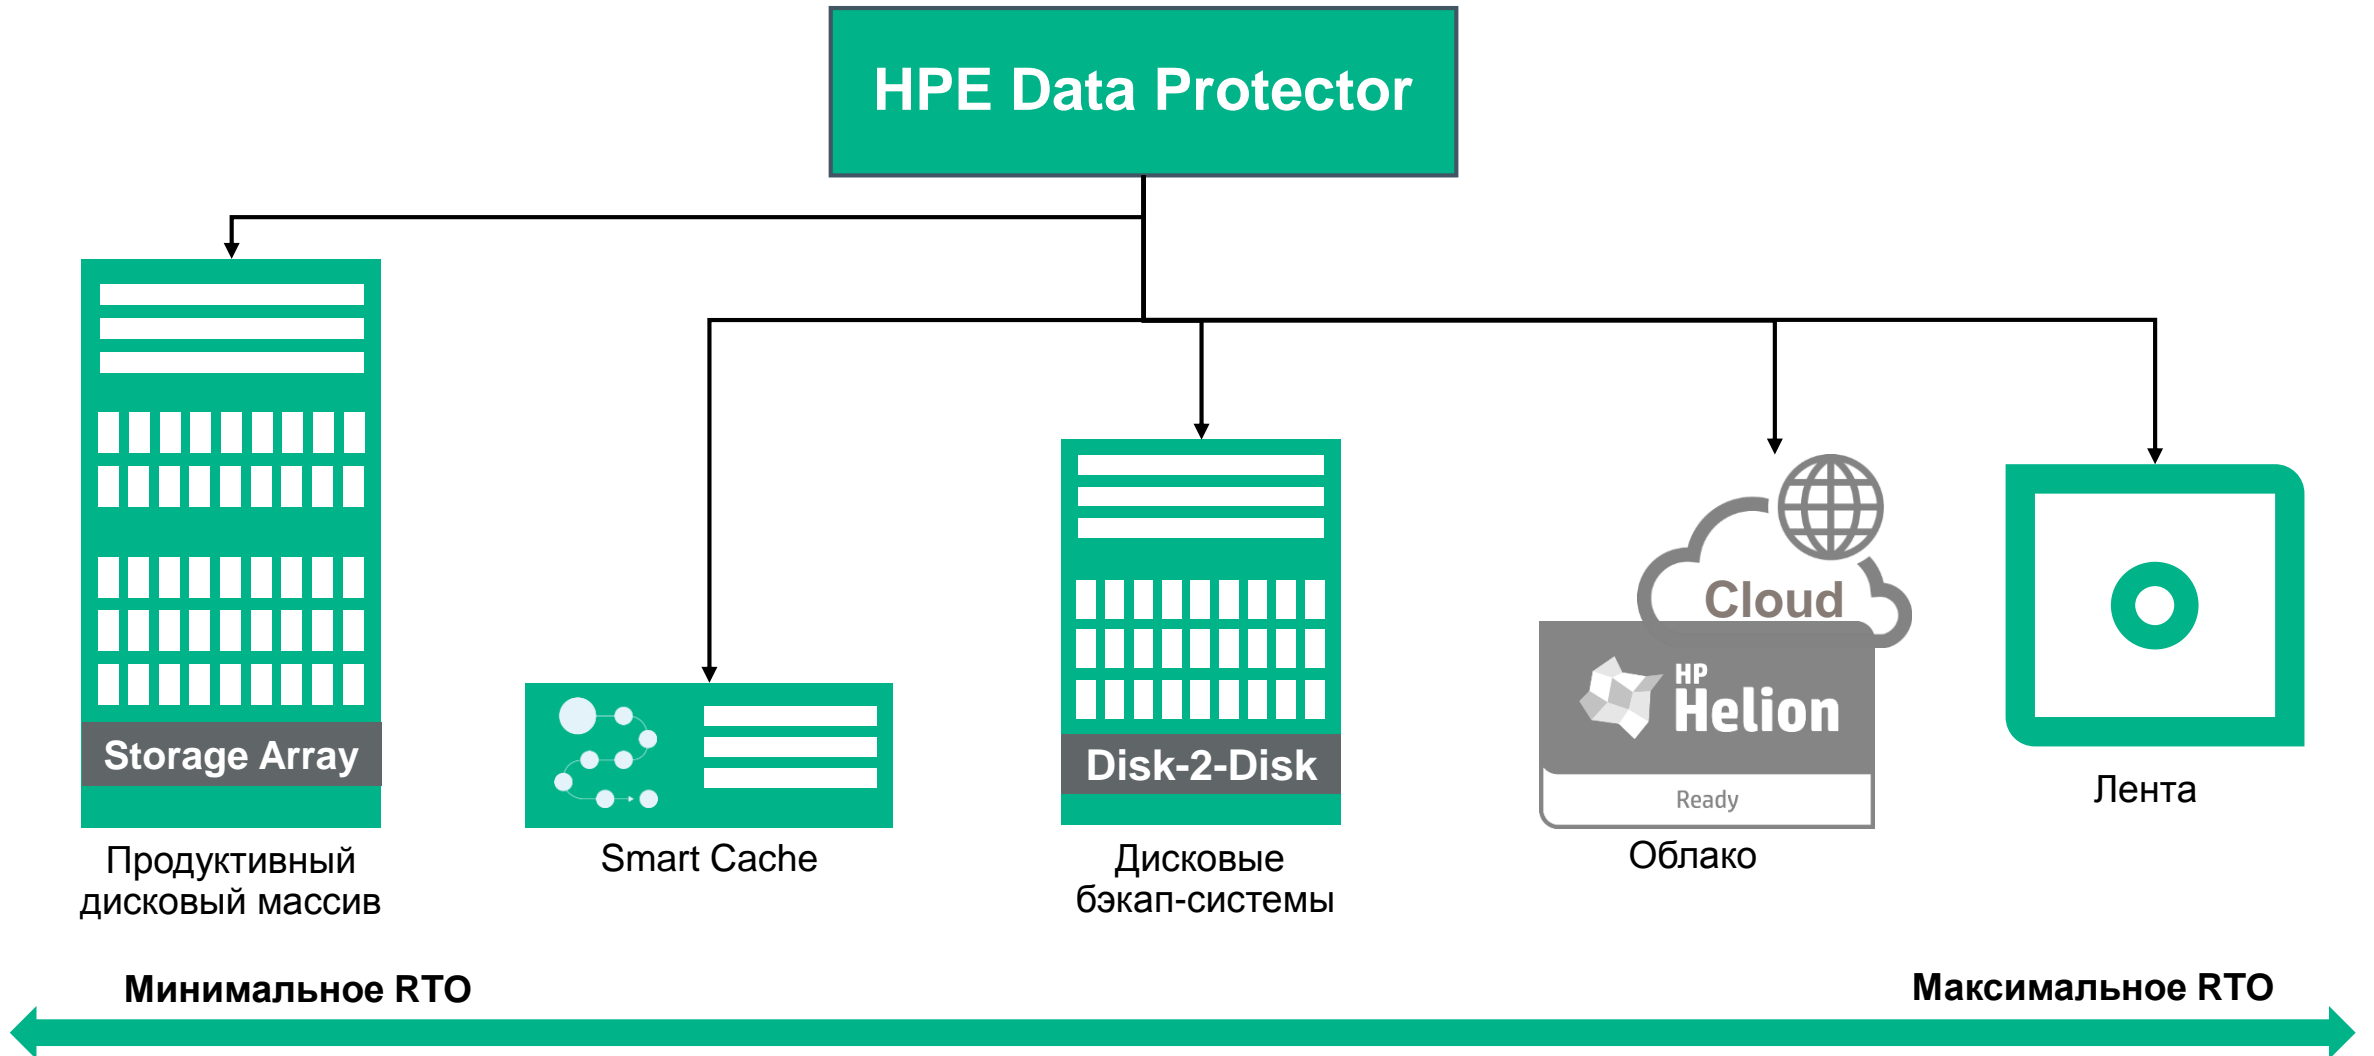 HPE Data Protector
Storage Array
Продуктивный
дисковый массив
Smart Cache
Disk-2-Disk
Дисковые
бэкап-системы
Cloud
HP
Helion
Ready
Облако
Лента
Минимальное RTO
Максимальное RTO